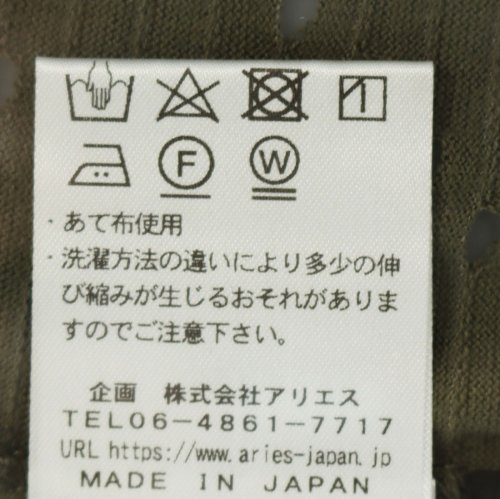 F W
・あて布使用
・洗濯方法の違いにより多少の伸
び縮みが生じるおそれがありま
すのでご注意下さい。
企画 株式会社アリエス
TEL06-4861-7717
URL https://www.aries-japan.jp
MADE IN JAPAN